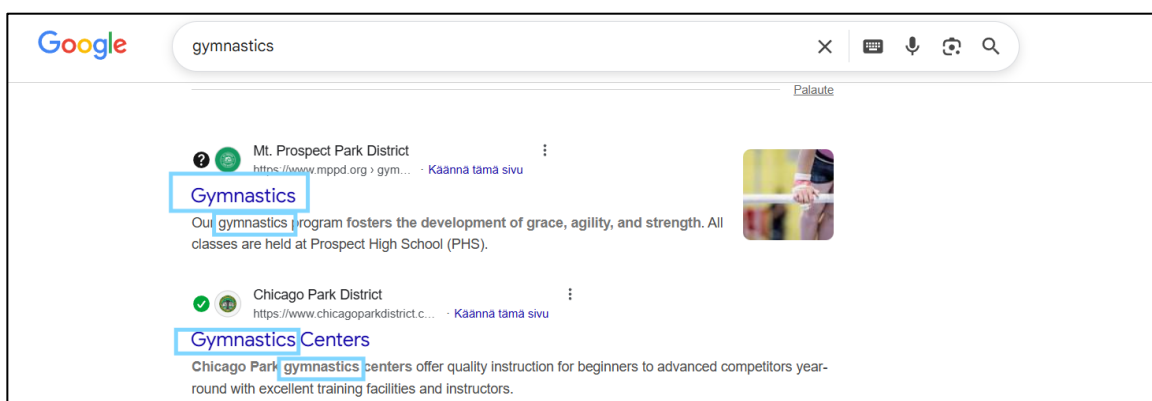 Google
gymnastics
Palaute
Mt. Prospect Park District
https://www.mppd.org › gym... · Käännä tämä sivu
Gymnastics
Our gymnastics program fosters the development of grace, agility, and strength. All
classes are held at Prospect High School (PHS).
Chicago Park District
https://www.chicagoparkdistrict.c... · Käännä tämä sivu
Gymnastics Centers
Chicago Park gymnastics centers offer quality instruction for beginners to advanced competitors year-
round with excellent training facilities and instructors.